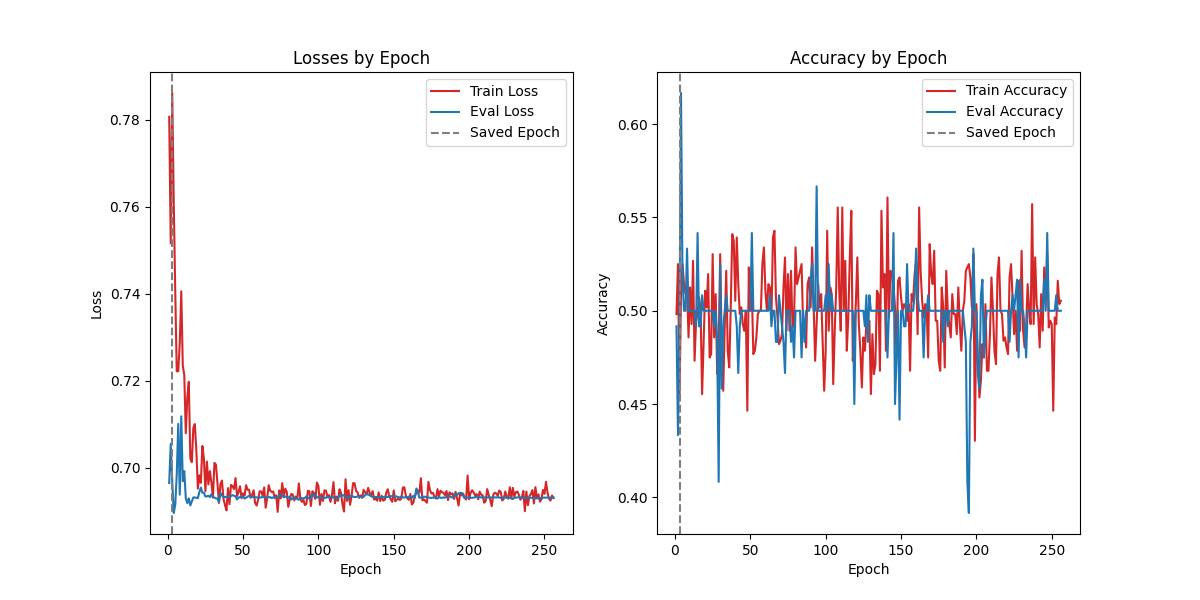 Losses by Epoch
Train Loss
Eval Loss
Saved Epoch
0.78
0.76
0.74
0.72
0.70
Loss
0
50
100
150
200
250
Epoch
Accuracy by Epoch
Train Accuracy
Eval Accuracy
Saved Epoch
0.60
0.55
0.50
0.45
0.40
Accuracy
0
50
100
150
200
250
Epoch